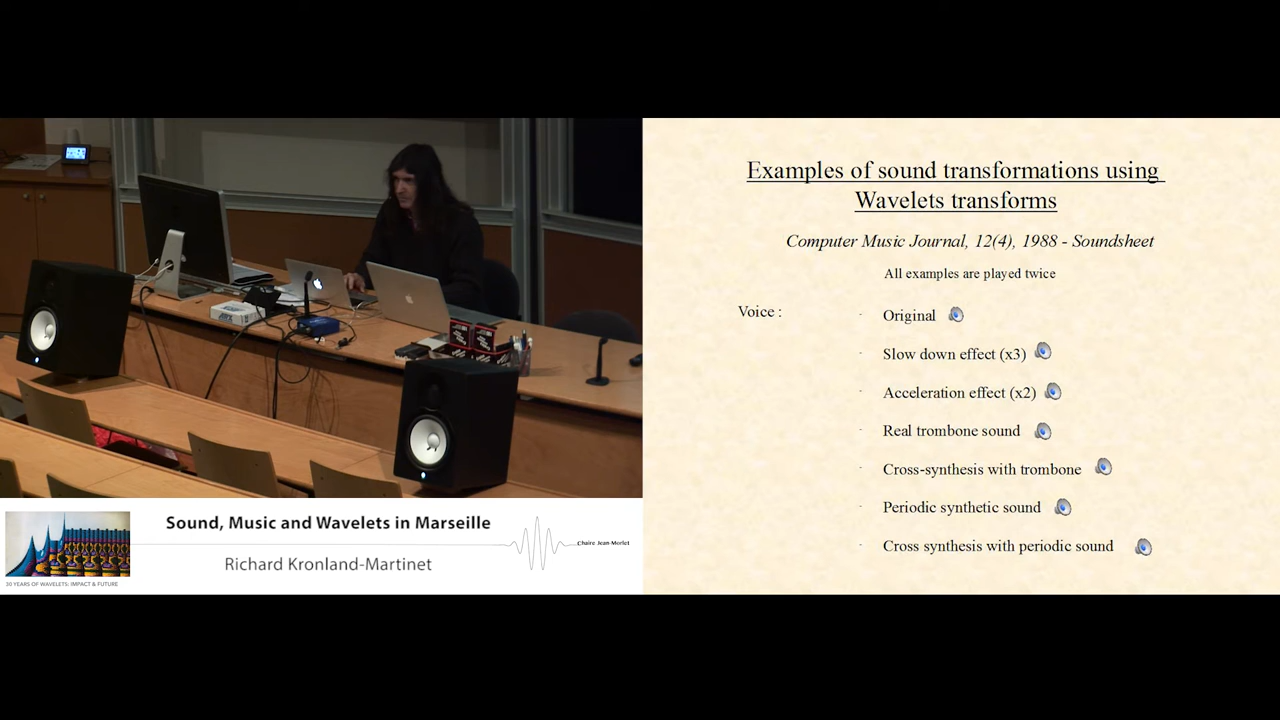 Sound, Music and Wavelets in Marseille
Richard Kronland-Martinet
Chaire Jean-Morlet
30 YEARS OF WAVELETS: IMPACT & FUTURE
Examples of sound transformations using
Wavelets transforms
Computer Music Journal, 12(4), 1988 - Soundsheet
All examples are played twice
Voice :
- Original
- Slow down effect (x3)
- Acceleration effect (x2)
- Real trombone sound
- Cross-synthesis with trombone
- Periodic synthetic sound
- Cross synthesis with periodic sound